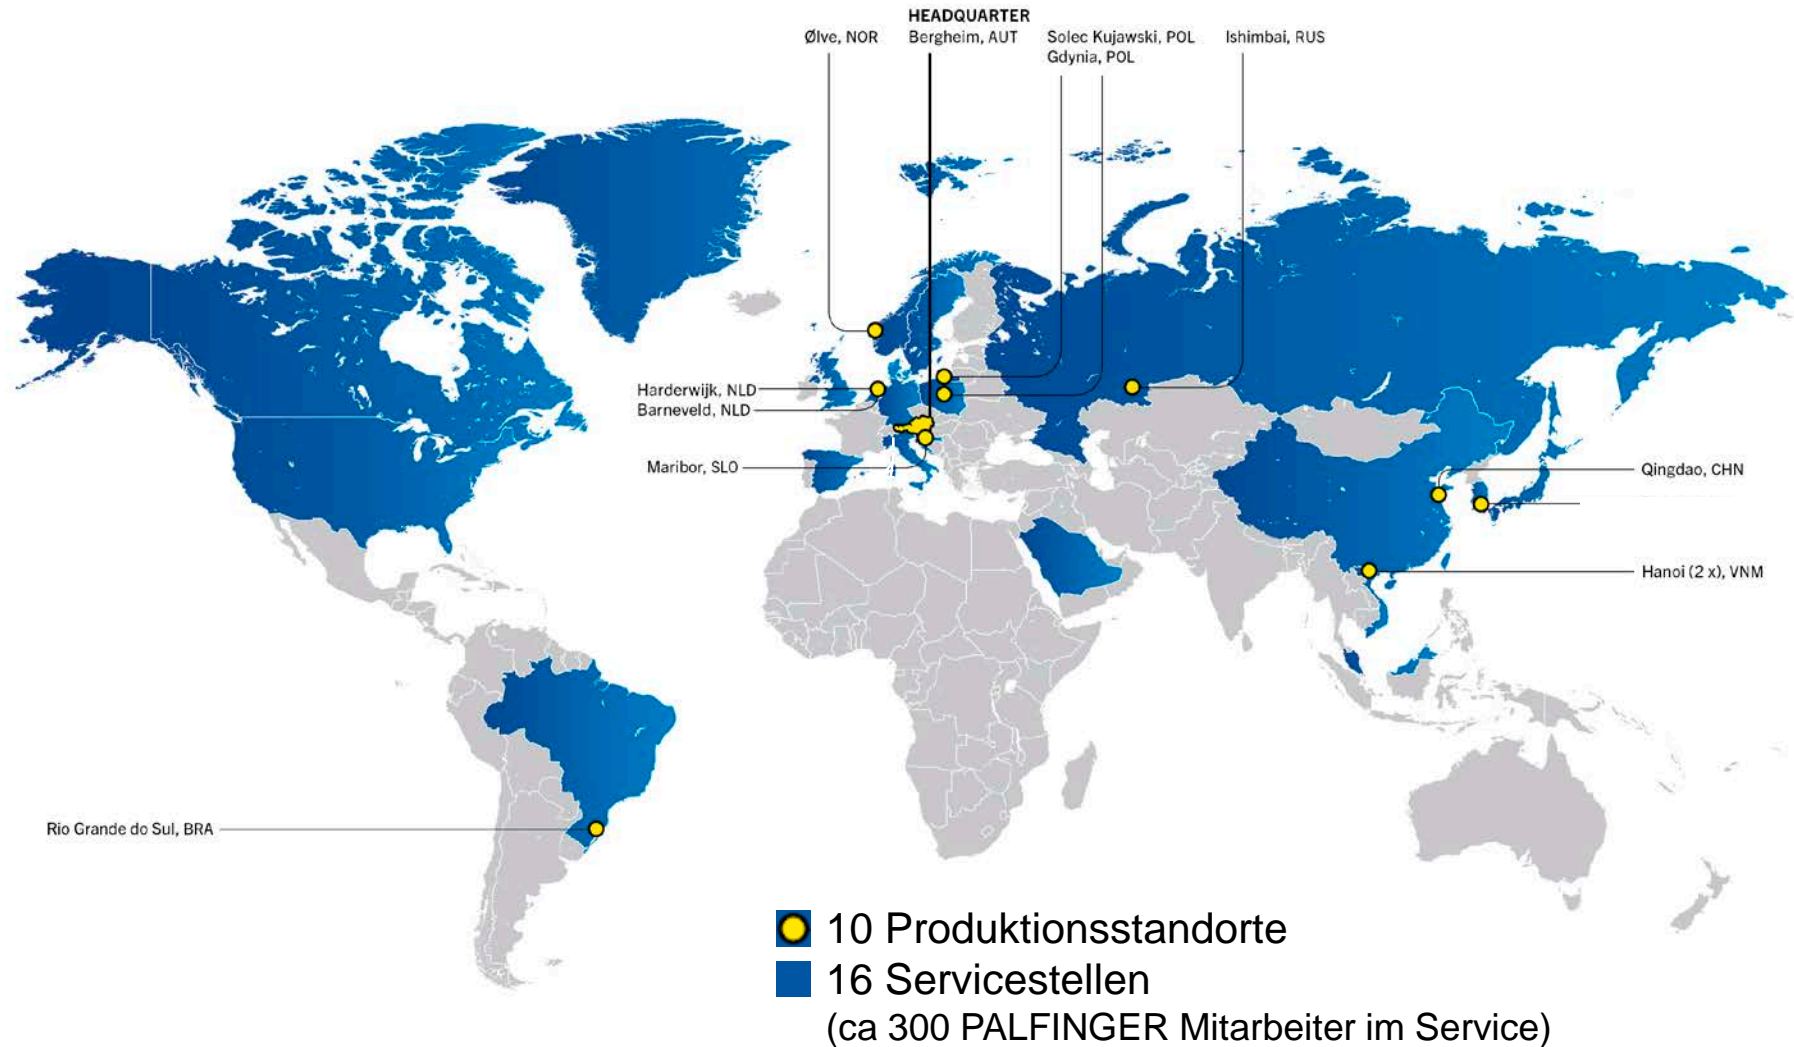 HEADQUARTER
Ølve, NOR
Bergheim, AUT
Solec Kujawski, POL
Gdynia, POL
Ishimbai, RUS
Harderwijk, NLD
Barneveld, NLD
Maribor, SLO
Qingdao, CHN
Hanoi (2 x), VNM
Rio Grande do Sul, BRA
10 Produktionsstandorte
16 Servicestellen
(ca 300 PALFINGER Mitarbeiter im Service)